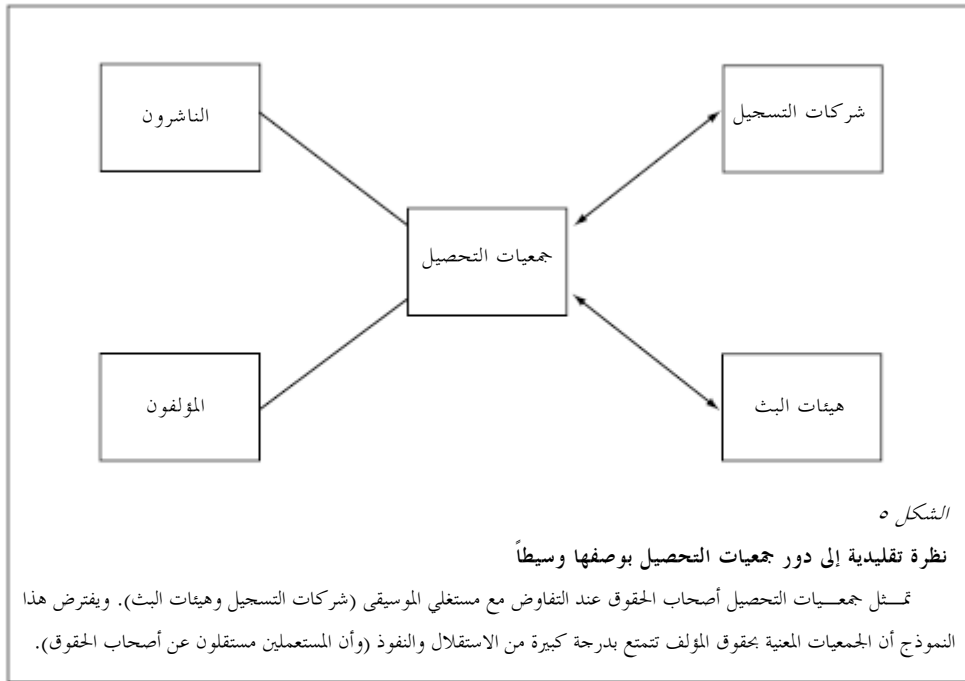 الناشرون
شركات التسجيل
جمعيات التحصيل
المؤلفون
هيئات البث
الشكل ٥
نظرة تقليدية إلى دور جمعيات التحصيل بوصفها وسيطاً
تمـــثل جمعـــيات التحصيل أصحاب الحقوق عند التفاوض مع مستغلي الموسيقى (شركات التسجيل وهيئات البث). ويفترض هذا
النموذج أن الجمعيات المعنية بحقوق المؤلف تتمتع بدرجة كبيرة من الاستقلال والنفوذ (وأن المستعملين مستقلون عن أصحاب الحقوق).